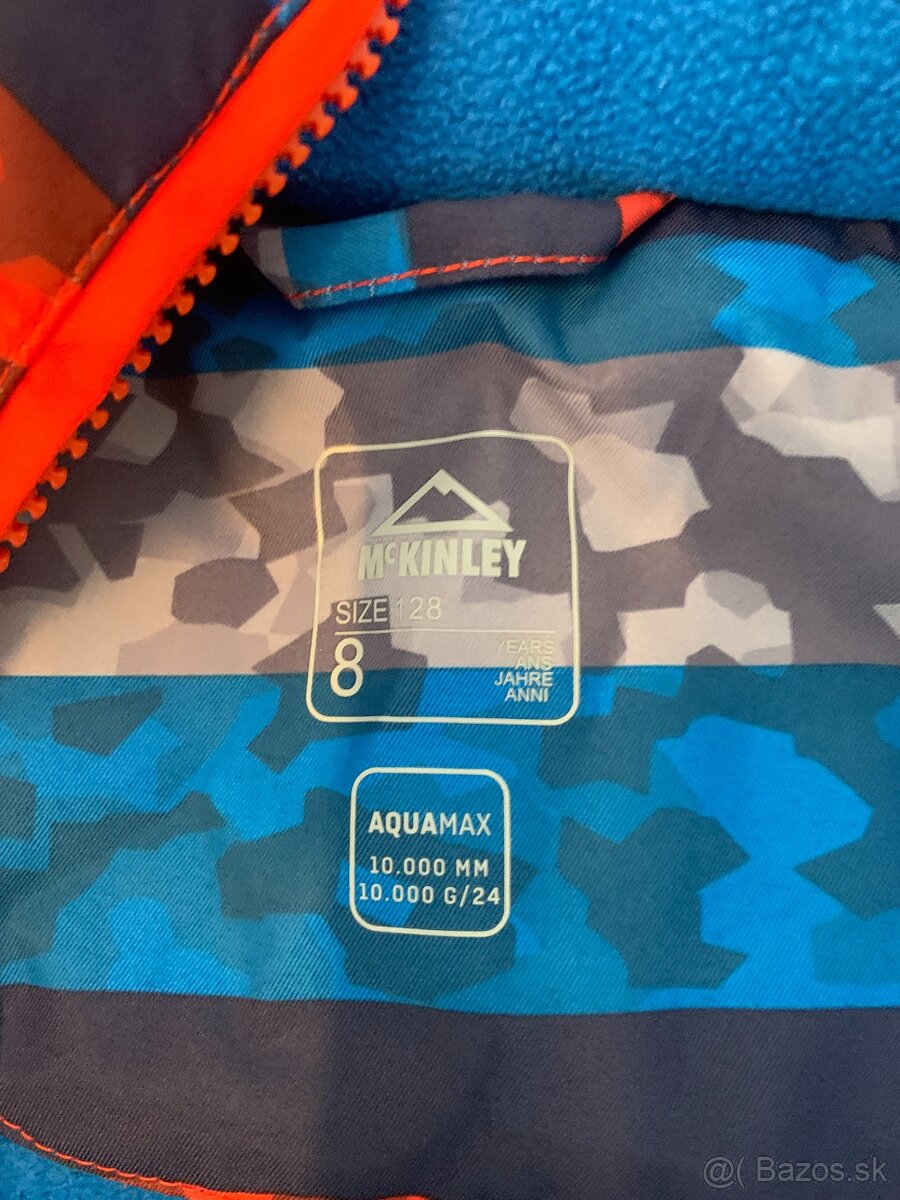 McKINLEY
SIZE 128
8
YEARS
ANS
JAHRE
ANNI
AQUAMAX
10.000 MM
10.000 G/24
@( Bazos.sk